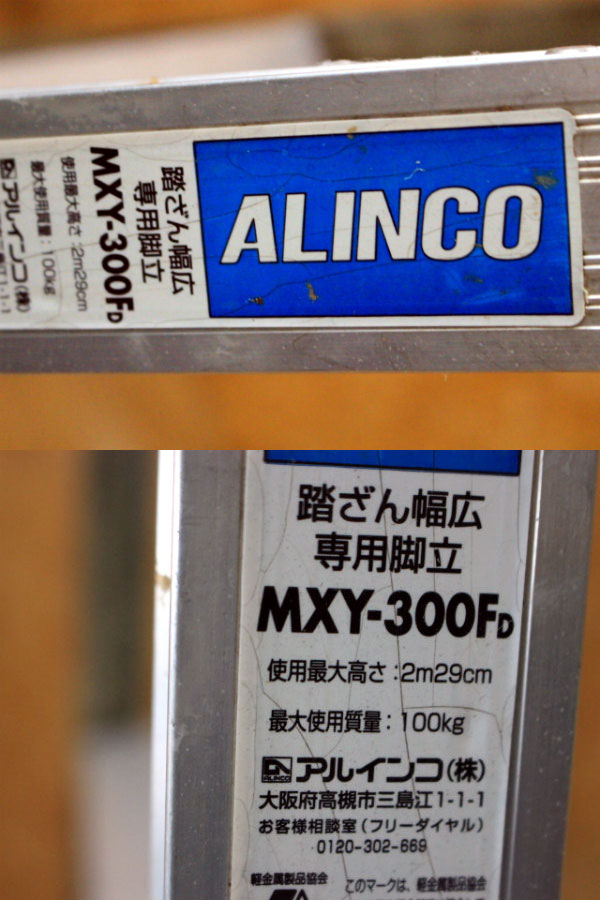 ALINCO
踏ざん幅広
専用脚立
MXY-300FD
使用最大高さ:2m29cm
最大使用質量:100kg
アルインコ(株)
踏ざん幅広
専用脚立
MXY-300FD
使用最大高さ:2m29cm
最大使用質量:100kg
ALINCO アルインコ(株)
大阪府高槻市三島江1-1-1
お客様相談室(フリーダイヤル)
0120-302-669
軽金属製品協会
このマークは、軽金属製品協会